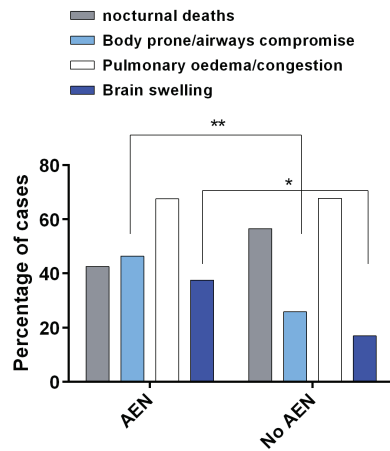 nocturnal deaths
Body prone/airways compromise
Pulmonary oedema/congestion
Brain swelling
**
*
Percentage of cases
80
60
40
20
0
AEN
No AEN